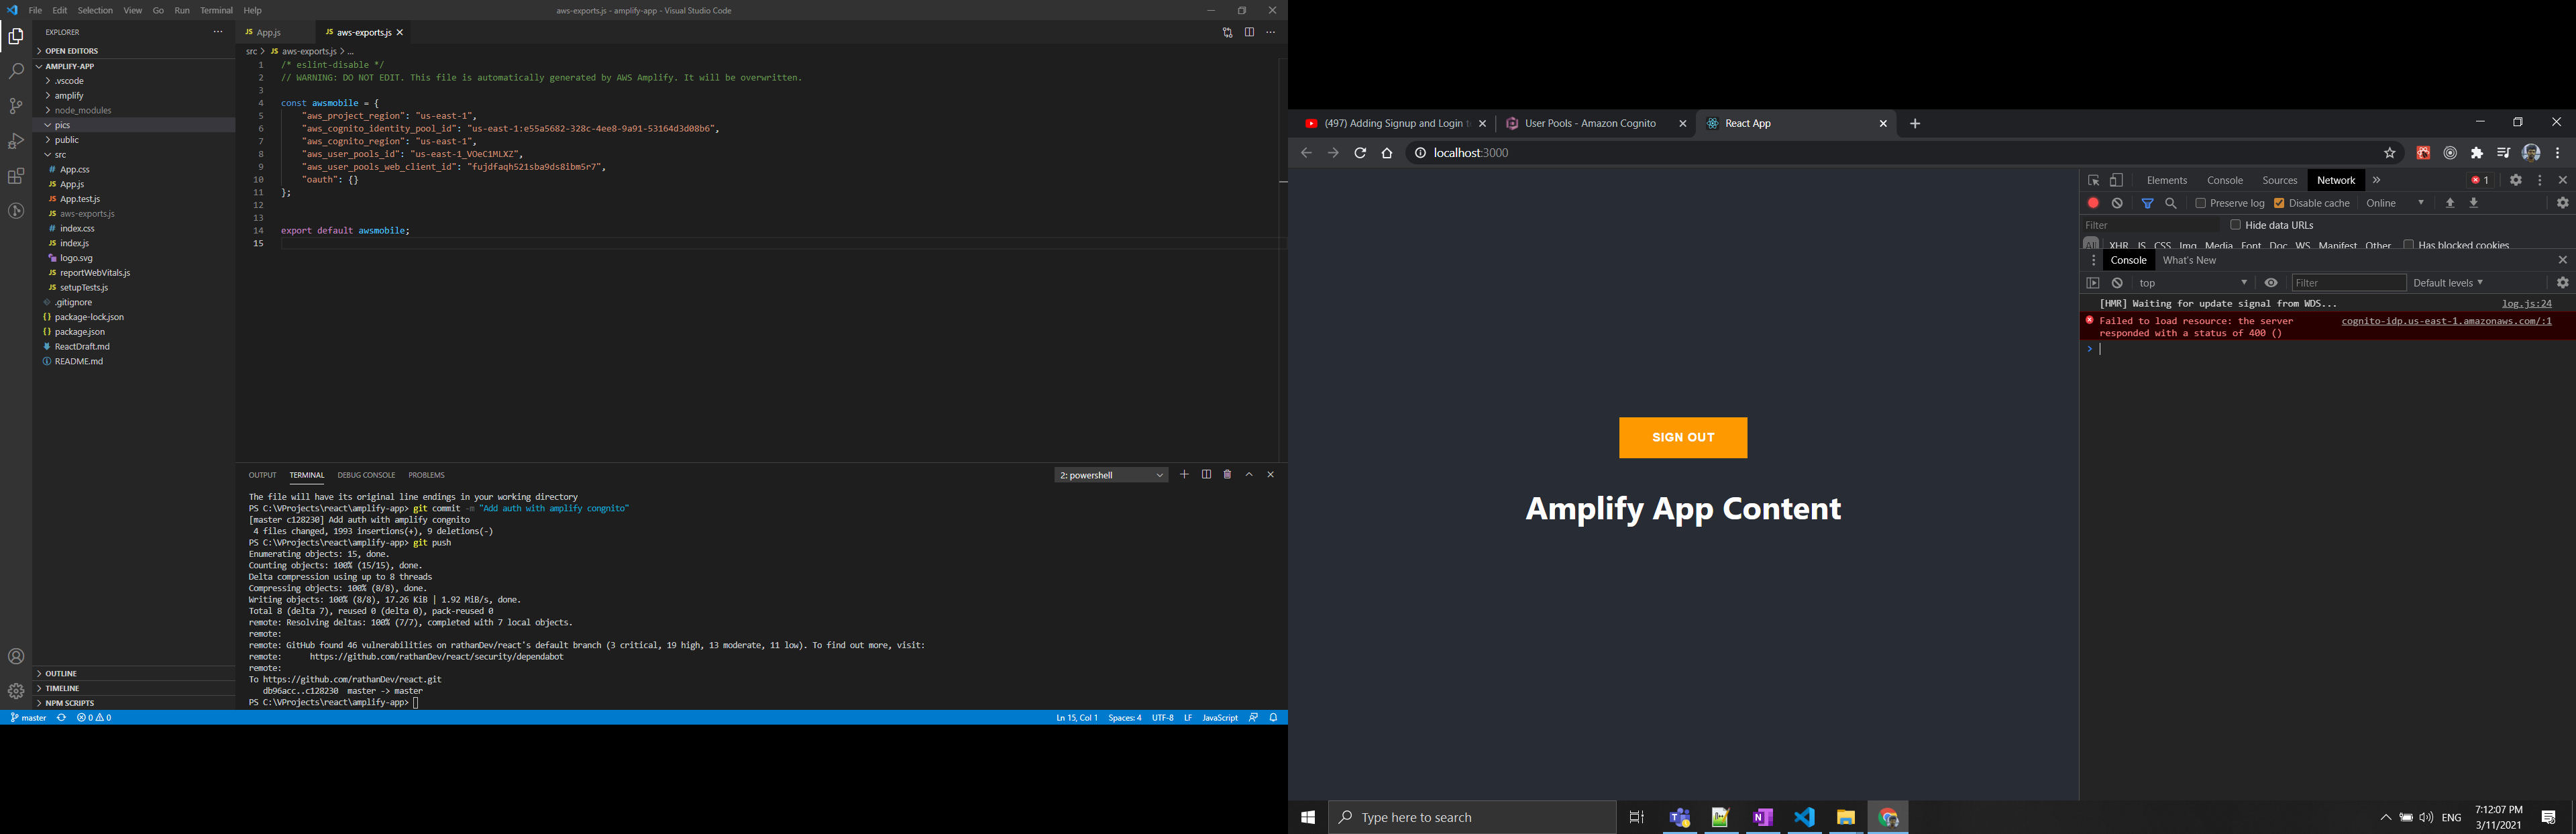 File Edit Selection View Go Run Terminal Help
aws-exports.js - amplify-app - Visual Studio Code
EXPLORER
OPEN EDITORS
AMPLIFY-APP
.vscode
amplify
node_modules
pics
public
src
# App.css
JS App.js
JS App.test.js
JS aws-exports.js
# index.css
JS index.js
logo.svg
JS reportWebVitals.js
JS setupTests.js
.gitignore
{} package-lock.json
{} package.json
ReactDraft.md
README.md
OUTLINE
TIMELINE
NPM SCRIPTS
JS App.js
JS aws-exports.js
src > JS aws-exports.js > ...
1 /* eslint-disable */
2 // WARNING: DO NOT EDIT. This file is automatically generated by AWS Amplify. It will be overwritten.
3
4 const awsmobile = {
5 "aws_project_region": "us-east-1",
6 "aws_cognito_identity_pool_id": "us-east-1:e55a5682-328c-4ee8-9a91-53164d3d08b6",
7 "aws_cognito_region": "us-east-1",
8 "aws_user_pools_id": "us-east-1_VOeC1MLXZ",
9 "aws_user_pools_web_client_id": "fujdfaqh521sba9ds8ibm5r7",
10 "oauth": {}
11 };
12
13
14 export default awsmobile;
15
OUTPUT TERMINAL DEBUG CONSOLE PROBLEMS
2: powershell
The file will have its original line endings in your working directory
PS C:\VProjects\react\amplify-app> git commit -m "Add auth with amplify congnito"
[master c128230] Add auth with amplify congnito
4 files changed, 1993 insertions(+), 9 deletions(-)
PS C:\VProjects\react\amplify-app> git push
Enumerating objects: 15, done.
Counting objects: 100% (15/15), done.
Delta compression using up to 8 threads
Compressing objects: 100% (8/8), done.
Writing objects: 100% (8/8), 17.26 KiB | 1.92 MiB/s, done.
Total 8 (delta 7), reused 0 (delta 0), pack-reused 0
remote: Resolving deltas: 100% (7/7), completed with 7 local objects.
remote:
remote: GitHub found 46 vulnerabilities on rathanDev/react's default branch (3 critical, 19 high, 13 moderate, 11 low). To find out more, visit:
remote: https://github.com/rathanDev/react/security/dependabot
remote:
To https://github.com/rathanDev/react.git
db96acc..c128230 master -> master
PS C:\VProjects\react\amplify-app>
master 0 0
Ln 15, Col 1 Spaces: 4 UTF-8 LF JavaScript
(497) Adding Signup and Login
User Pools - Amazon Cognito
React App
localhost:3000
SIGN OUT
Amplify App Content
Elements Console Sources Network » 1
Preserve log Disable cache Online
Filter Hide data URLs
All XHR JS CSS Img Media Font Doc WS Manifest Other Has blocked cookies
Console What's New
top Filter Default levels
[HMR] Waiting for update signal from WDS... log.js:24
Failed to load resource: the server cognito-idp.us-east-1.amazonaws.com/:1
responded with a status of 400 ()
>
Type here to search
ENG
7:12:07 PM
3/11/2021